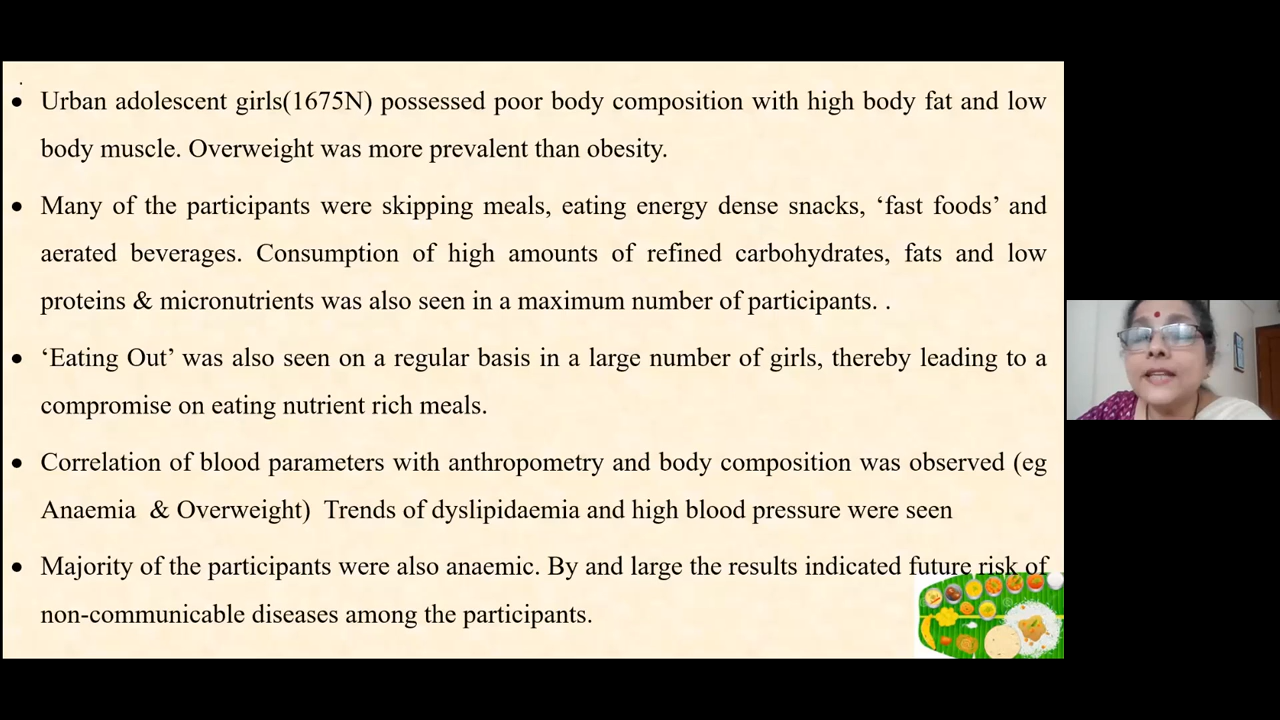 • Urban adolescent girls(1675N) possessed poor body composition with high body fat and low
body muscle. Overweight was more prevalent than obesity.
• Many of the participants were skipping meals, eating energy dense snacks, ‘fast foods’ and
aerated beverages. Consumption of high amounts of refined carbohydrates, fats and low
proteins & micronutrients was also seen in a maximum number of participants. .
• ‘Eating Out’ was also seen on a regular basis in a large number of girls, thereby leading to a
compromise on eating nutrient rich meals.
• Correlation of blood parameters with anthropometry and body composition was observed (eg
Anaemia & Overweight) Trends of dyslipidaemia and high blood pressure were seen
• Majority of the participants were also anaemic. By and large the results indicated future risk of
non-communicable diseases among the participants.